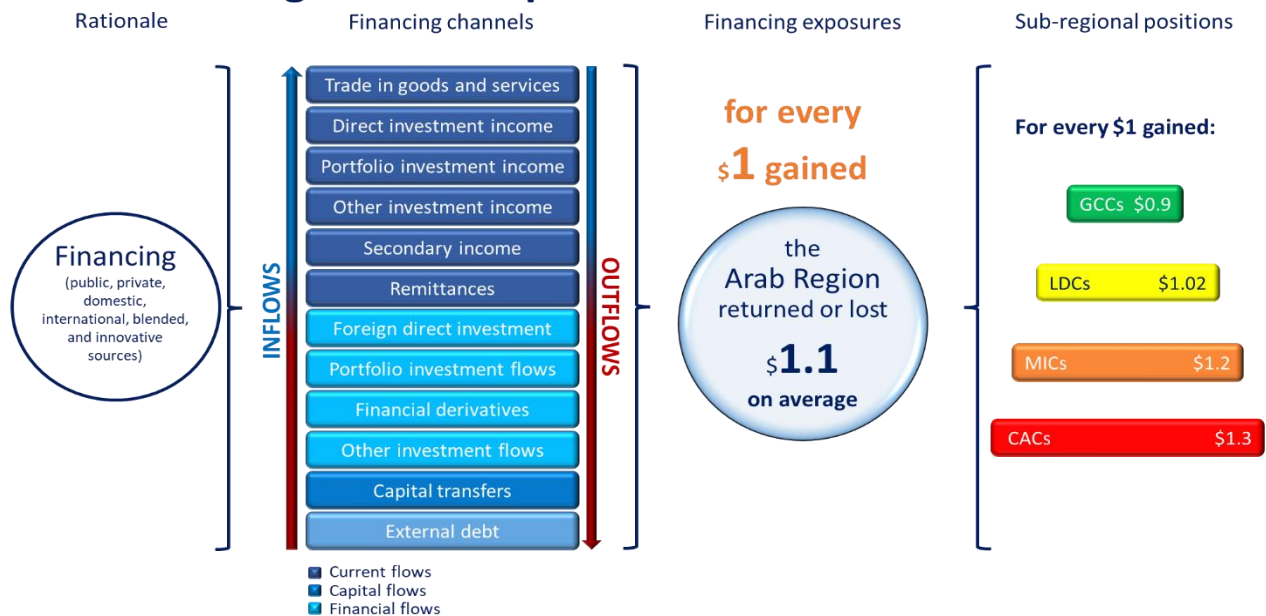 Rationale
Financing channels
Financing exposures
Sub-regional positions
Financing
(public, private,
domestic,
international, blended,
and innovative
sources)
INFLOWS
Trade in goods and services
Direct investment income
Portfolio investment income
Other investment income
Secondary income
Remittances
Foreign direct investment
Portfolio investment flows
Financial derivatives
Other investment flows
Capital transfers
External debt
OUTFLOWS
Current flows
Capital flows
Financial flows
for every
$1 gained
the
Arab Region
returned or lost
$1.1
on average
For every $1 gained:
GCCs $0.9
LDCs $1.02
MICs $1.2
CACs $1.3